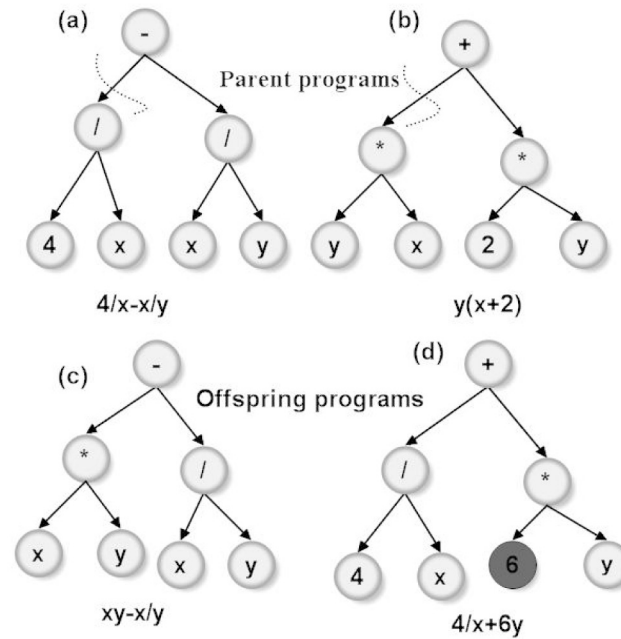 (a) - (b) +
Parent programs
/ / * *
4 x x y y x 2 y
4/x-x/y y(x+2)
(c) - (d) +
Offspring programs
* / / *
x y x y 4 x 6 y
xy-x/y 4/x+6y